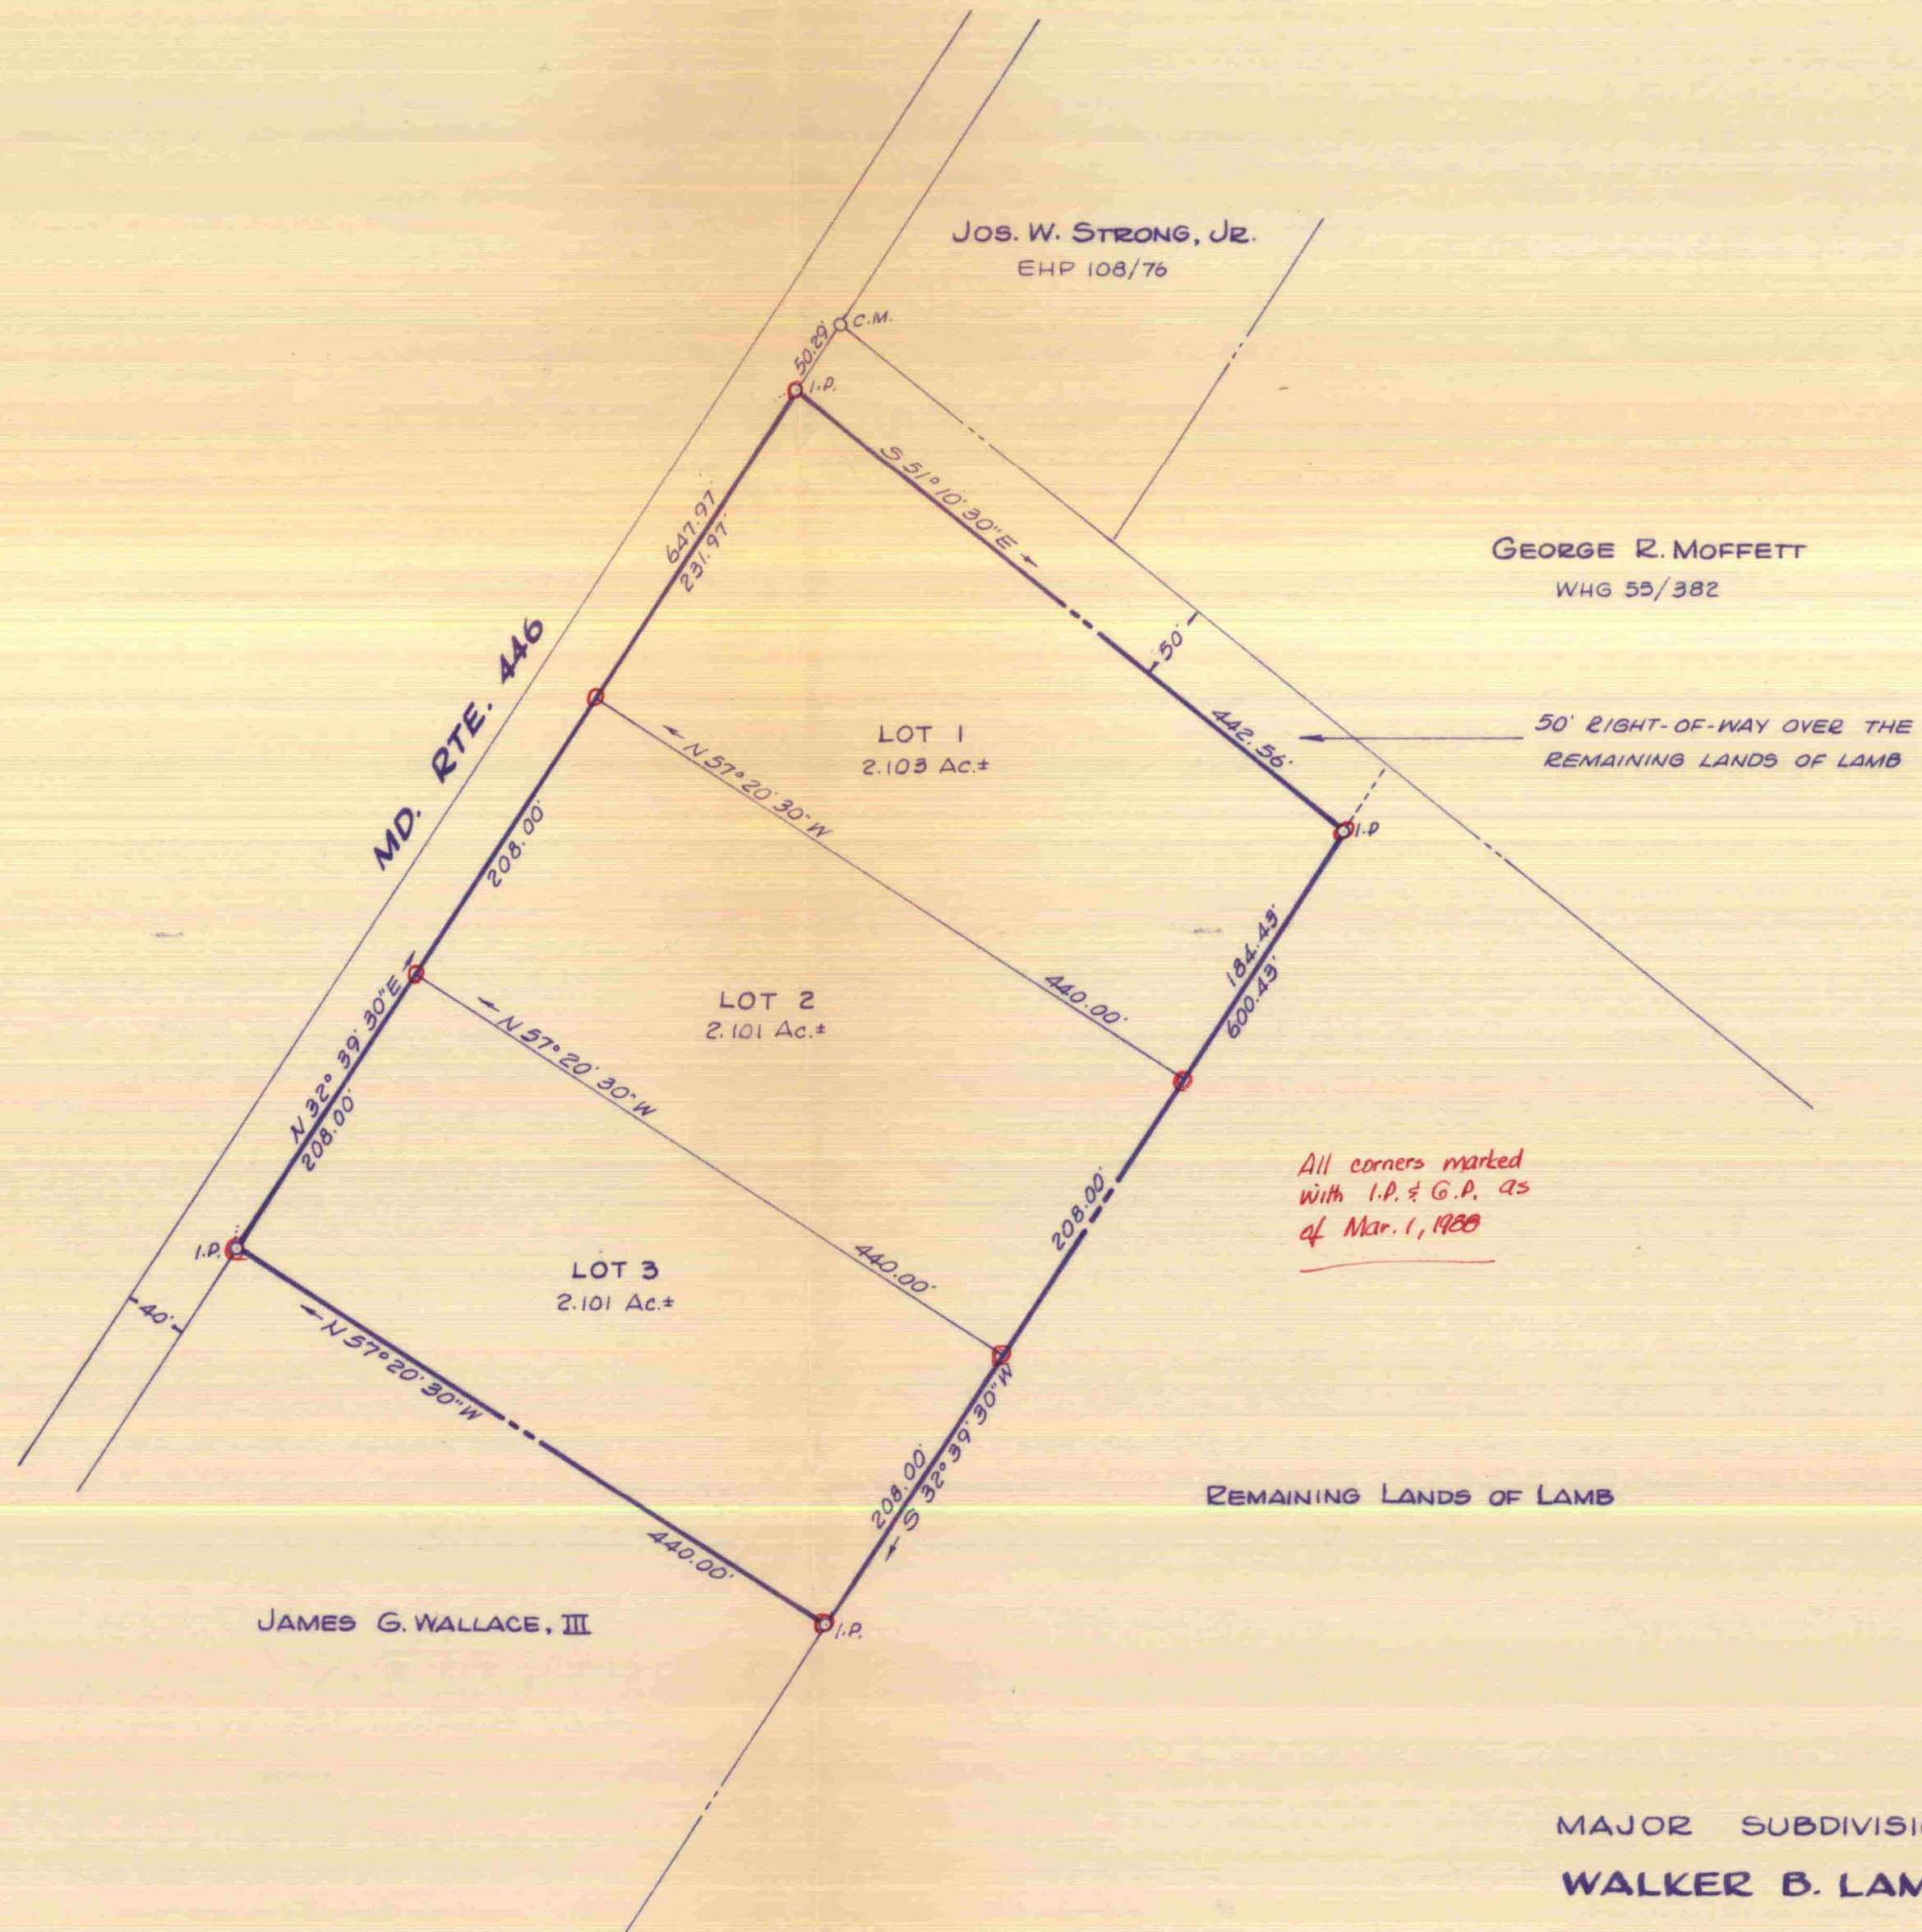 JOS. W. STRONG, JR.
EHP 108/76
C.M.
50.29'
I.P.
S 51° 10' 30" E
647.97'
231.97'
GEORGE R. MOFFETT
WHG 55/382
50'
MD. RTE. 446
LOT 1
2.103 Ac.±
442.56'
50' RIGHT-OF-WAY OVER THE
REMAINING LANDS OF LAMB
N 57° 20' 30" W
I.P
208.00'
184.43'
600.43'
440.00'
LOT 2
2.101 Ac.±
N 57° 20' 30" W
N 32° 39' 30" E
208.00'
208.00'
All corners marked
with I.P. & G.P. as
of Mar. 1, 1988
I.P.
440.00'
LOT 3
2.101 Ac.±
40'
N 57° 20' 30" W
S 32° 39' 30" W
208.00'
REMAINING LANDS OF LAMB
440.00'
JAMES G. WALLACE, III
I.P.
MAJOR SUBDIVISI
WALKER B. LAM